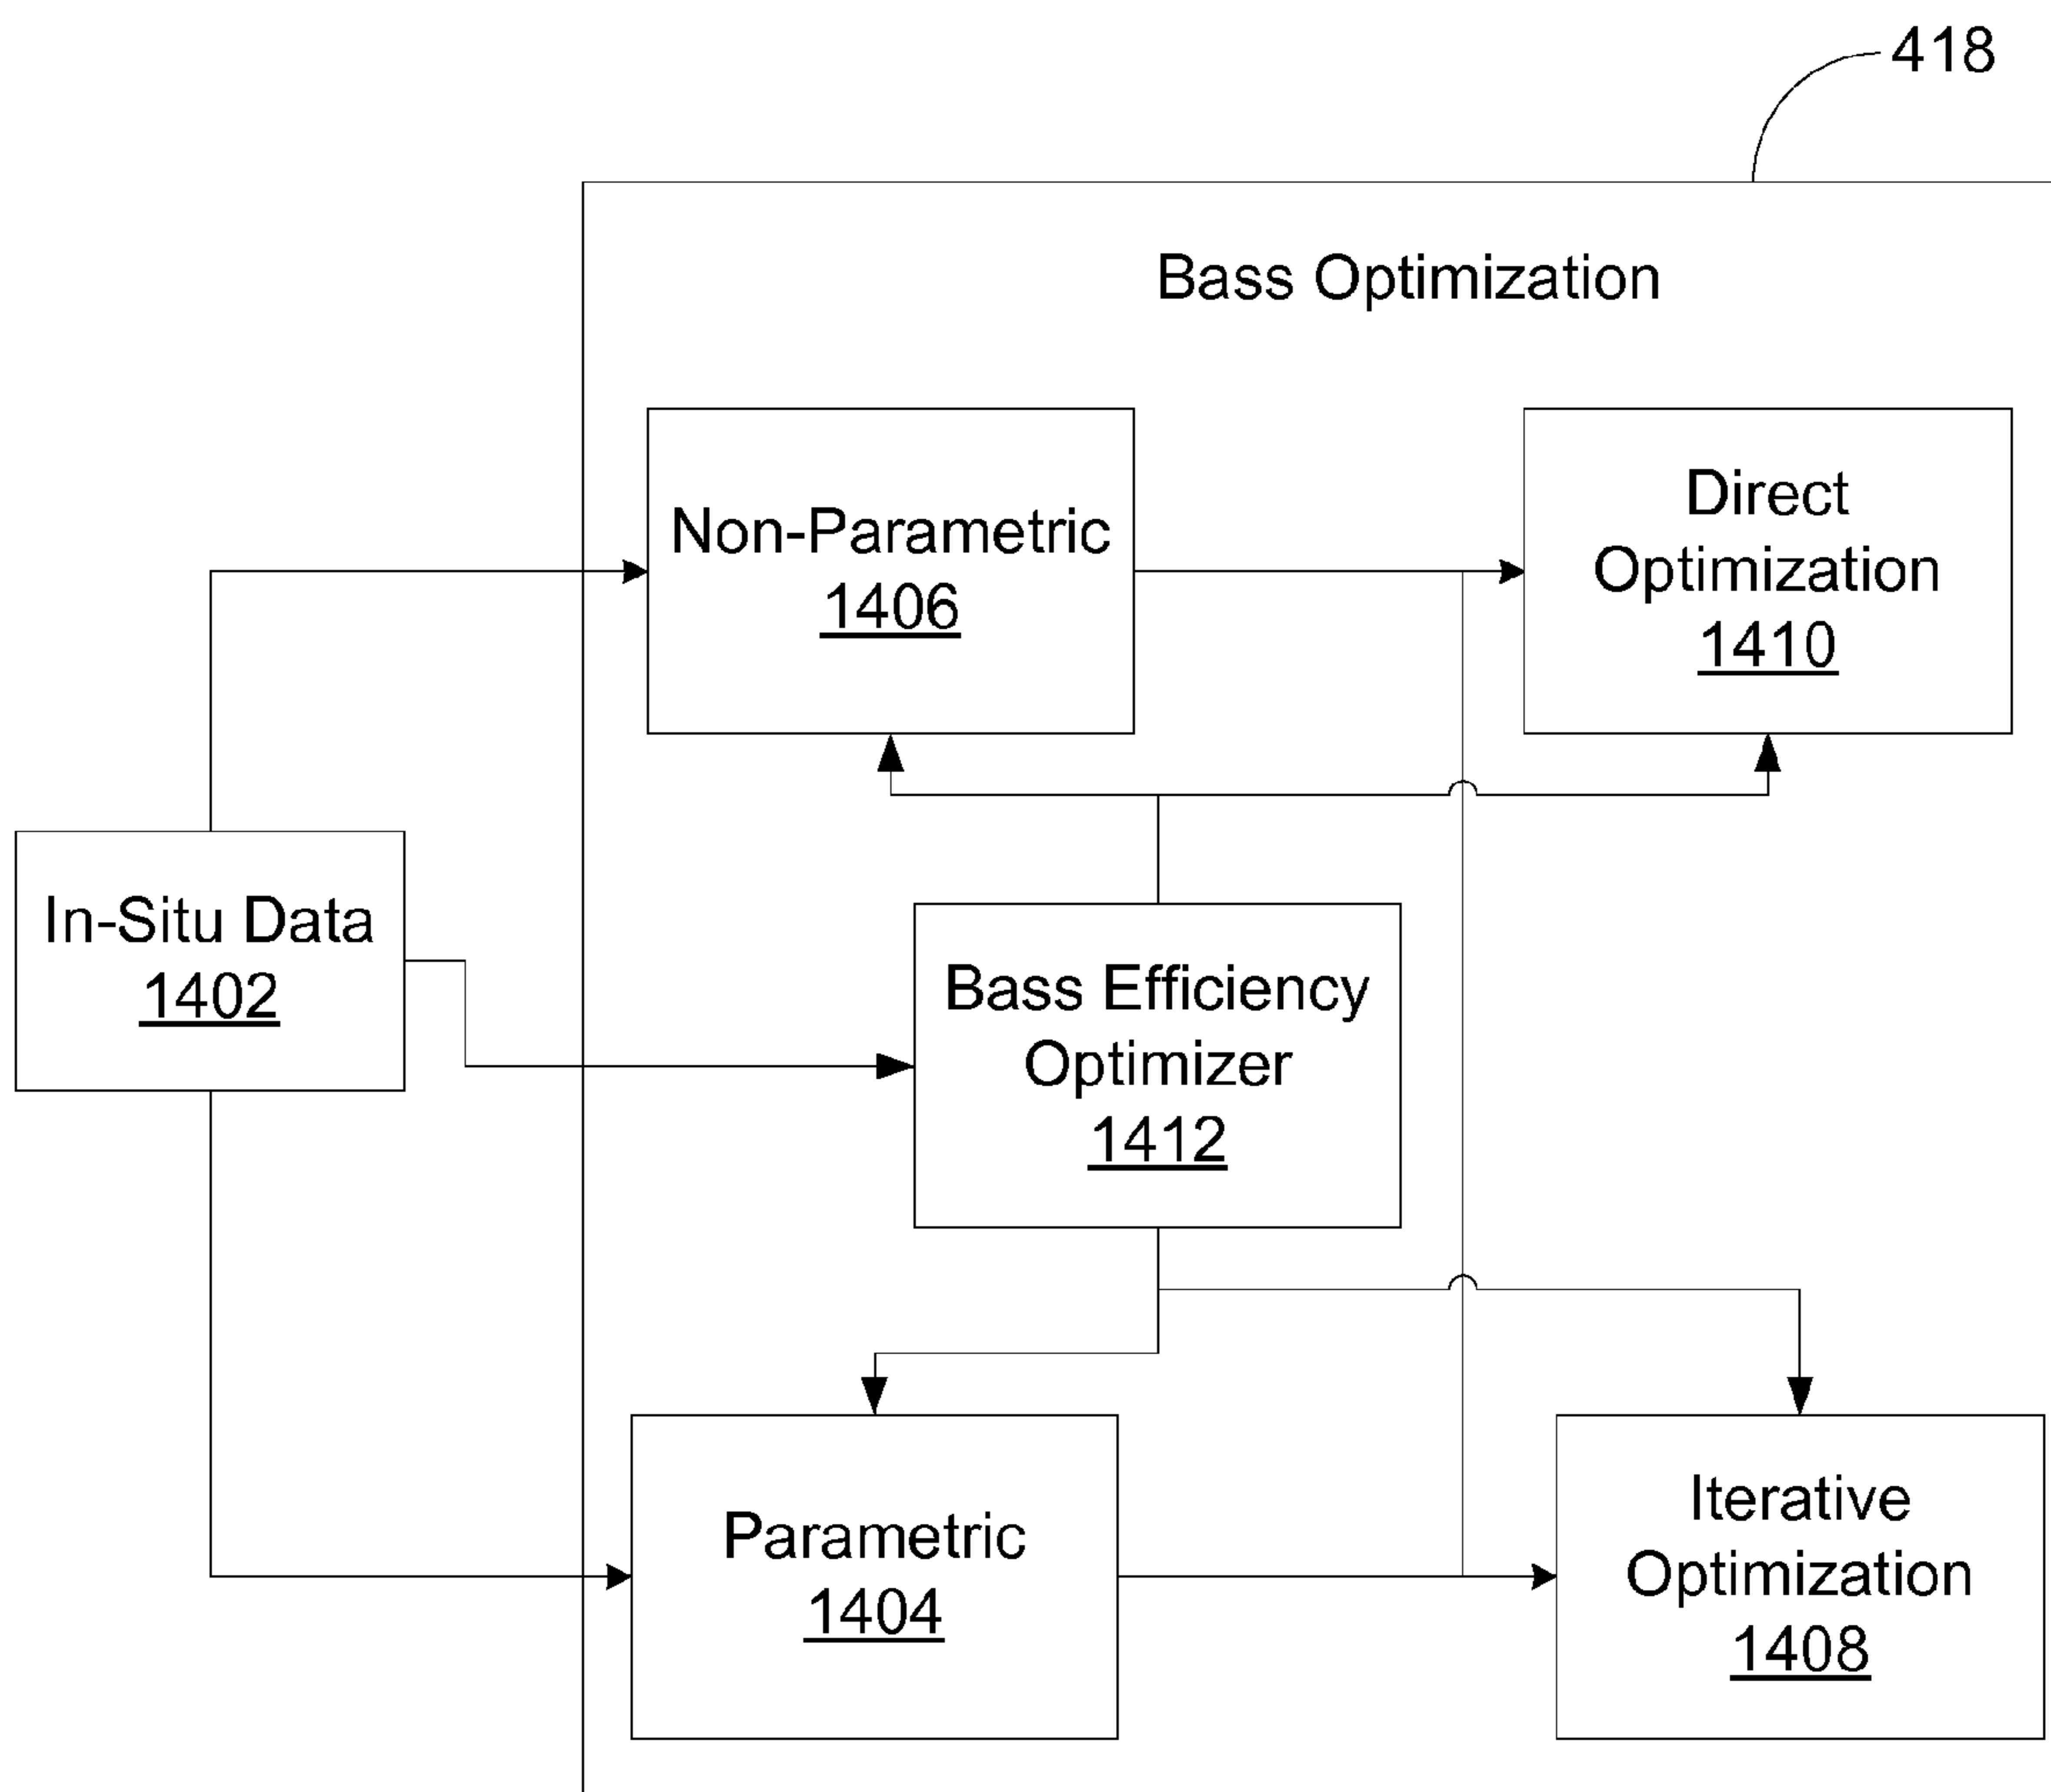 418
Bass Optimization
Non-Parametric
1406
Direct
Optimization
1410
In-Situ Data
1402
Bass Efficiency
Optimizer
1412
Parametric
1404
Iterative
Optimization
1408